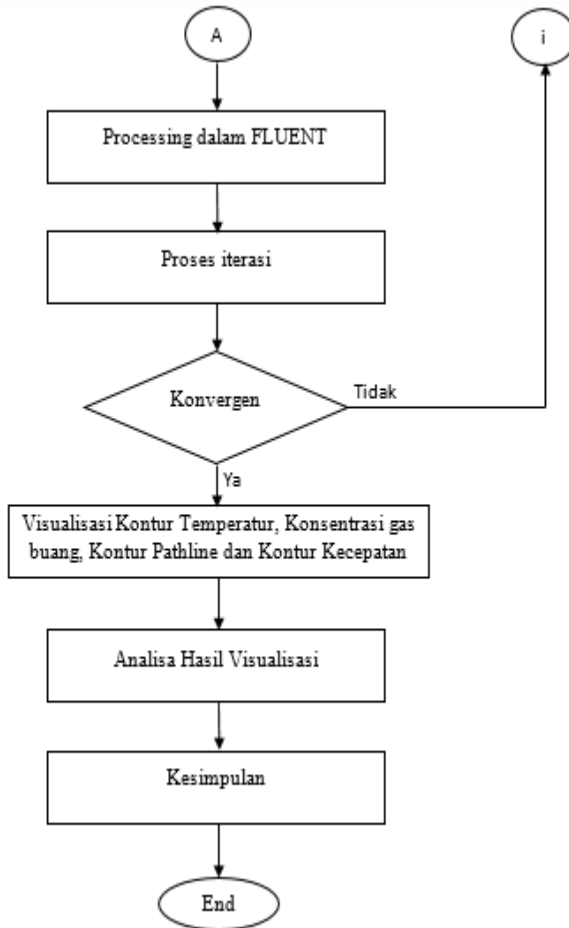 A
i
Processing dalam FLUENT
Proses iterasi
Konvergen
Tidak
Ya
Visualisasi Kontur Temperatur, Konsentrasi gas
buang, Kontur Pathline dan Kontur Kecepatan
Analisa Hasil Visualisasi
Kesimpulan
End